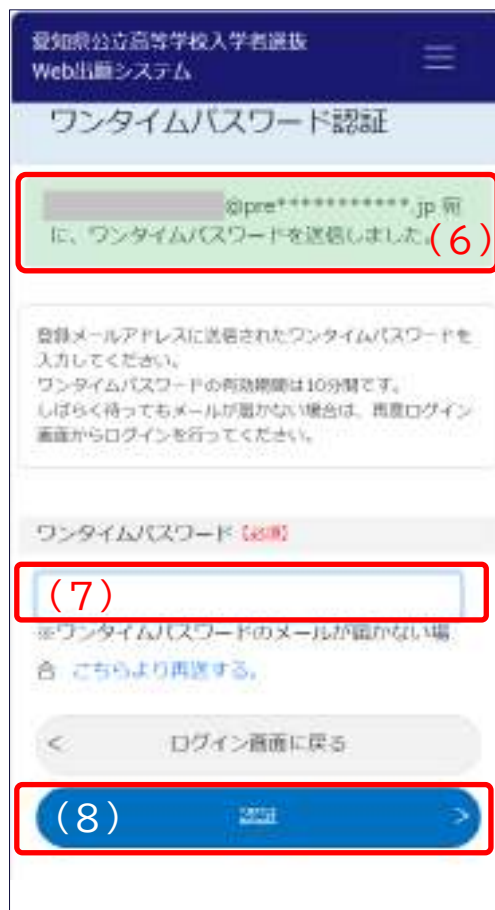 愛知県公立高等学校入学者選抜
Web出願システム
ワンタイムパスワード認証
@pre***********.jp 宛
に、ワンタイムパスワードを送信しました。
(6)
登録メールアドレスに送信されたワンタイムパスワードを
入力してください。
ワンタイムパスワードの有効期間は10分間です。
しばらく待ってもメールが届かない場合は、再度ログイン
画面からログインを行ってください。
ワンタイムパスワード【必須】
(7)
※ワンタイムパスワードのメールが届かない場
合 こちらより再送する。
< ログイン画面に戻る
(8) 認証 >